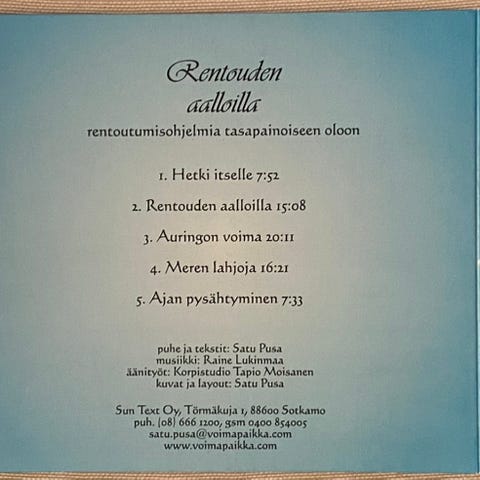 Rentouden
aalloilla
rentoutumisohjelmia tasapainoiseen oloon
1. Hetki itselle 7:52
2. Rentouden aalloilla 15:08
3. Auringon voima 20:11
4. Meren lahjoja 16:21
5. Ajan pysähtyminen 7:33
puhe ja tekstit: Satu Pusa
musiikki: Raine Lukinmaa
äänityöt: Korpistudio Tapio Moisanen
kuvat ja layout: Satu Pusa
Sun Text Oy, Törmäkuja 1, 88600 Sotkamo
puh. (08) 666 1200, gsm 0400 854005
satu.pusa@voimapaikka.com
www.voimapaikka.com